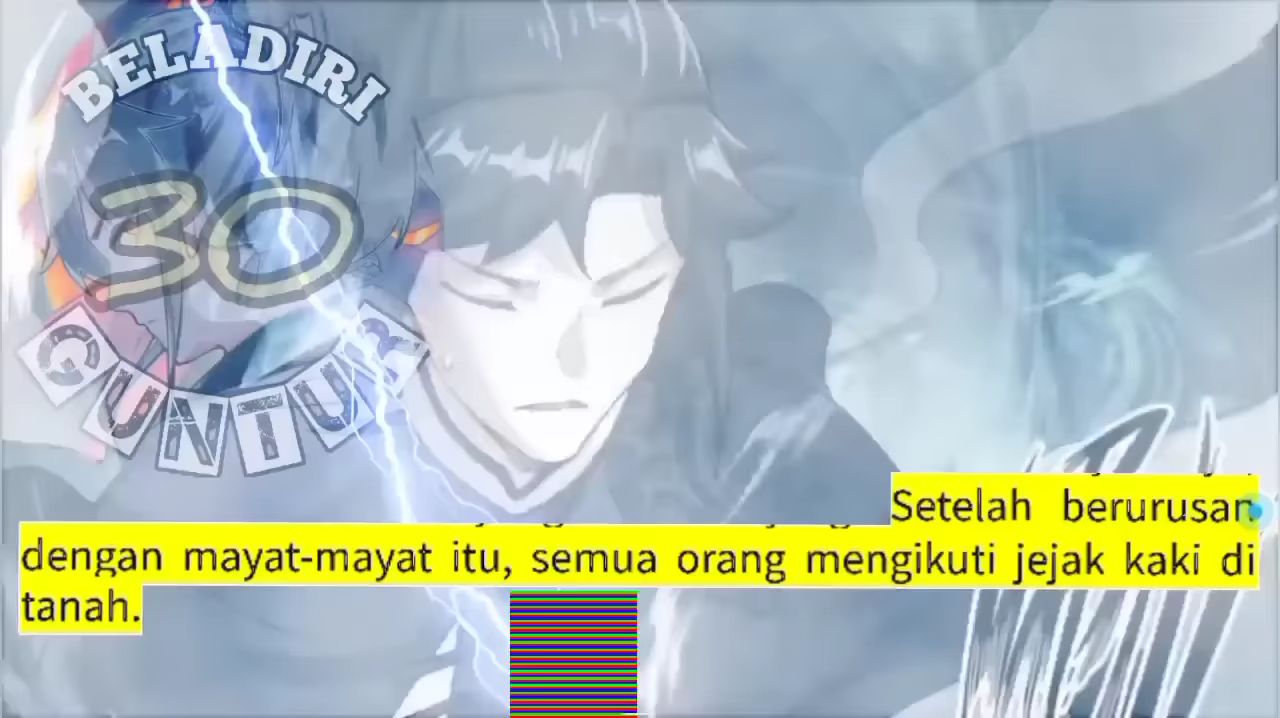 BELADIRI
30
GUNTUR
Setelah berurusan
dengan mayat-mayat itu, semua orang mengikuti jejak kaki di
tanah.